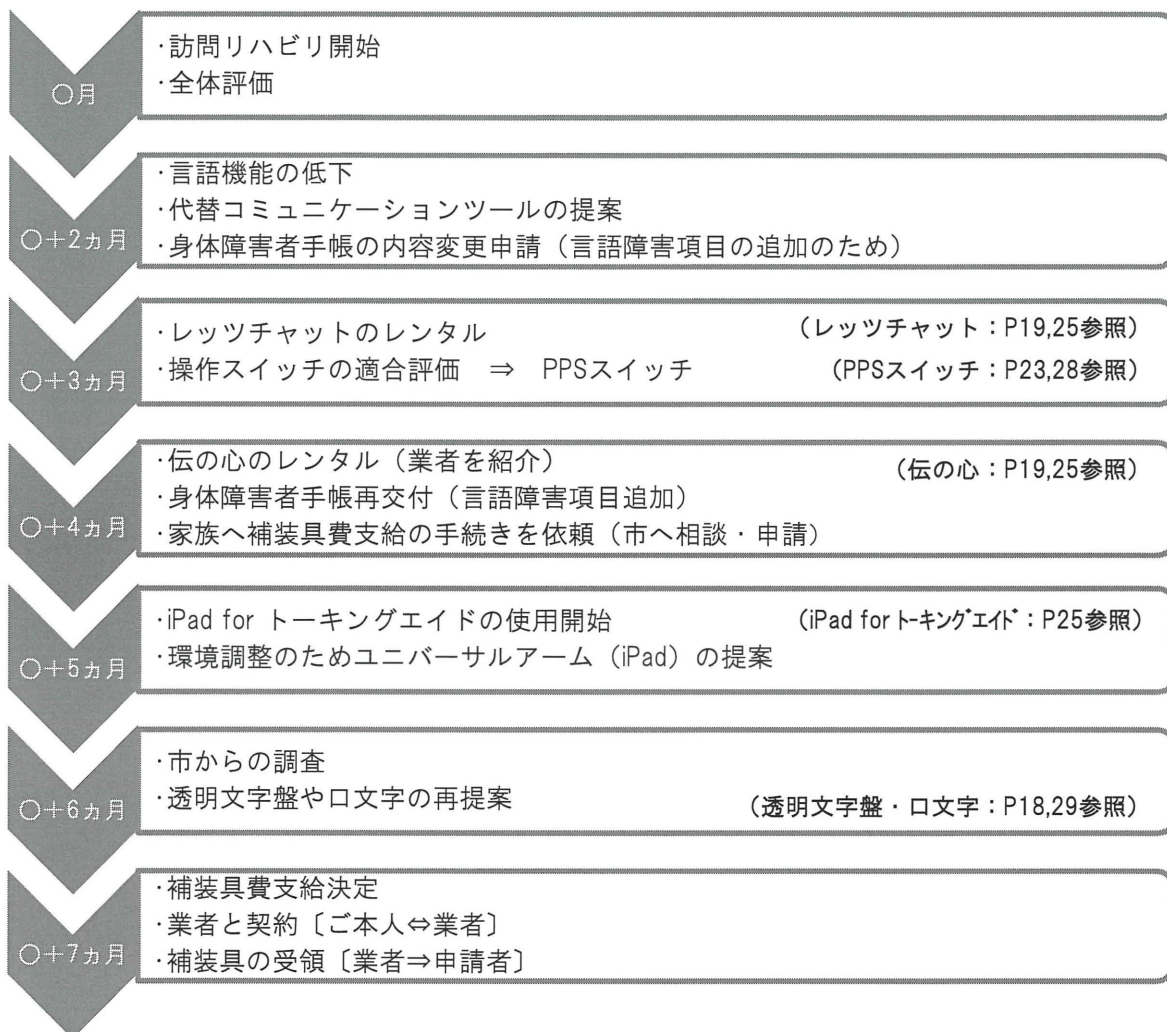 〇月
・訪問リハビリ開始
・全体評価
〇＋2ヵ月
・言語機能の低下
・代替コミュニケーションツールの提案
・身体障害者手帳の内容変更申請（言語障害項目の追加のため）
〇＋3ヵ月
・レッツチャットのレンタル （レッツチャット：P19,25参照）
・操作スイッチの適合評価 ⇒ PPSスイッチ （PPSスイッチ：P23,28参照）
〇＋4ヵ月
・伝の心のレンタル（業者を紹介） （伝の心：P19,25参照）
・身体障害者手帳再交付（言語障害項目追加）
・家族へ補装具費支給の手続きを依頼（市へ相談・申請）
〇＋5ヵ月
・iPad for トーキングエイドの使用開始 （iPad for ﾄｰｷﾝｸﾞｴｲﾄﾞ：P25参照）
・環境調整のためユニバーサルアーム（iPad）の提案
〇＋6ヵ月
・市からの調査
・透明文字盤や口文字の再提案 （透明文字盤・口文字：P18,29参照）
〇＋7ヵ月
・補装具費支給決定
・業者と契約〔ご本人⇔業者〕
・補装具の受領〔業者⇒申請者〕